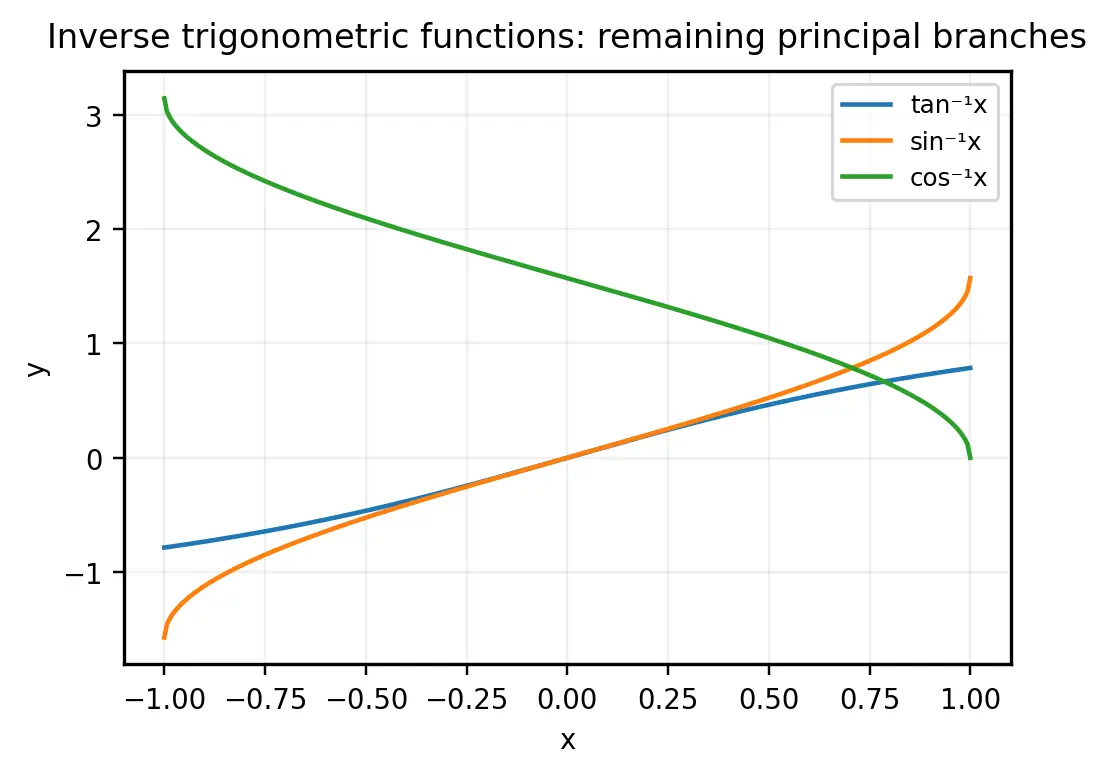 Inverse trigonometric functions: remaining principal branches
tan⁻¹x
sin⁻¹x
cos⁻¹x
3
2
1
0
−1
y
−1.00 −0.75 −0.50 −0.25 0.00 0.25 0.50 0.75 1.00
x